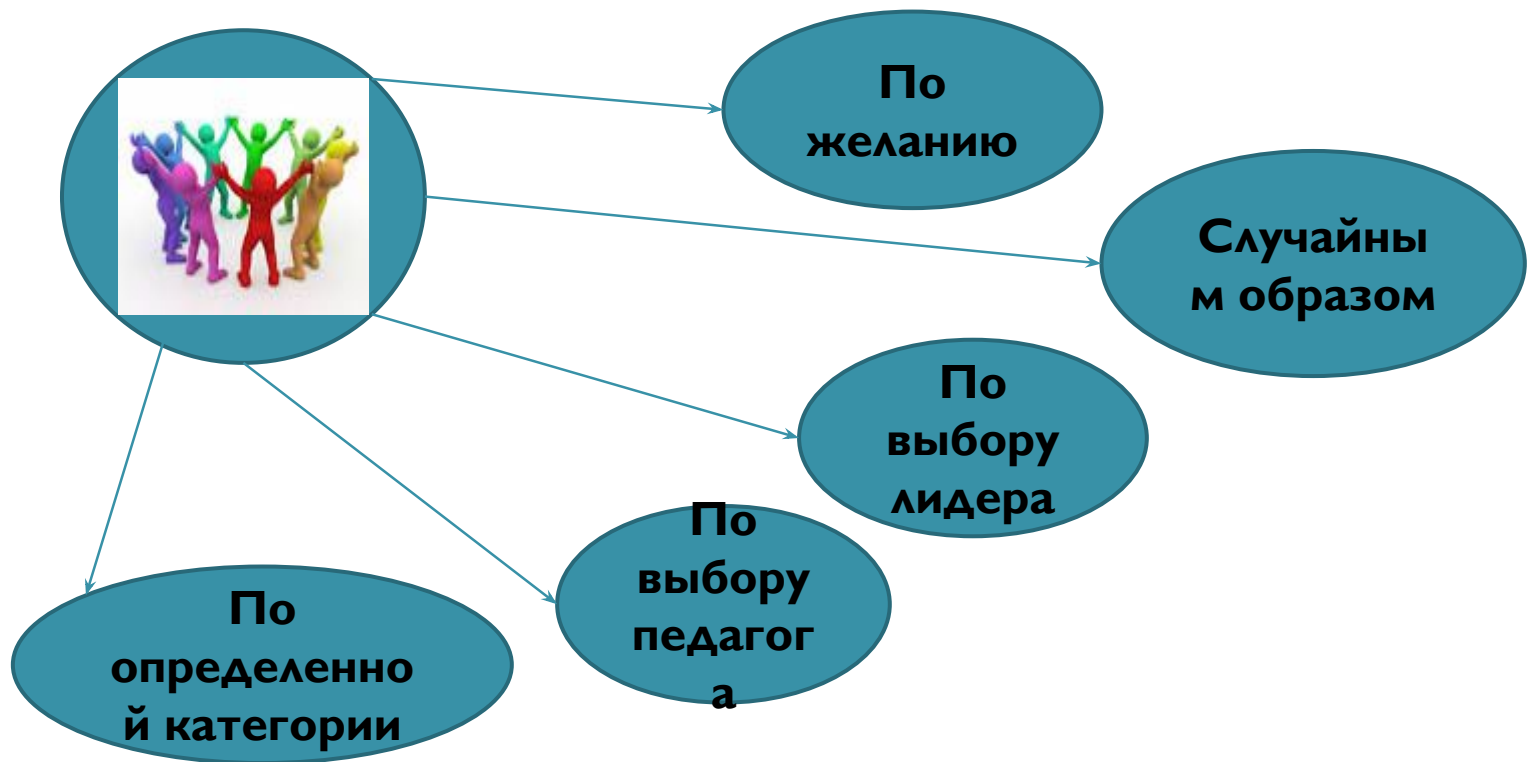 По
желанию
Случайны
м образом
По
выбору
лидера
По
выбору
педагог
а
По
определенно
й категории